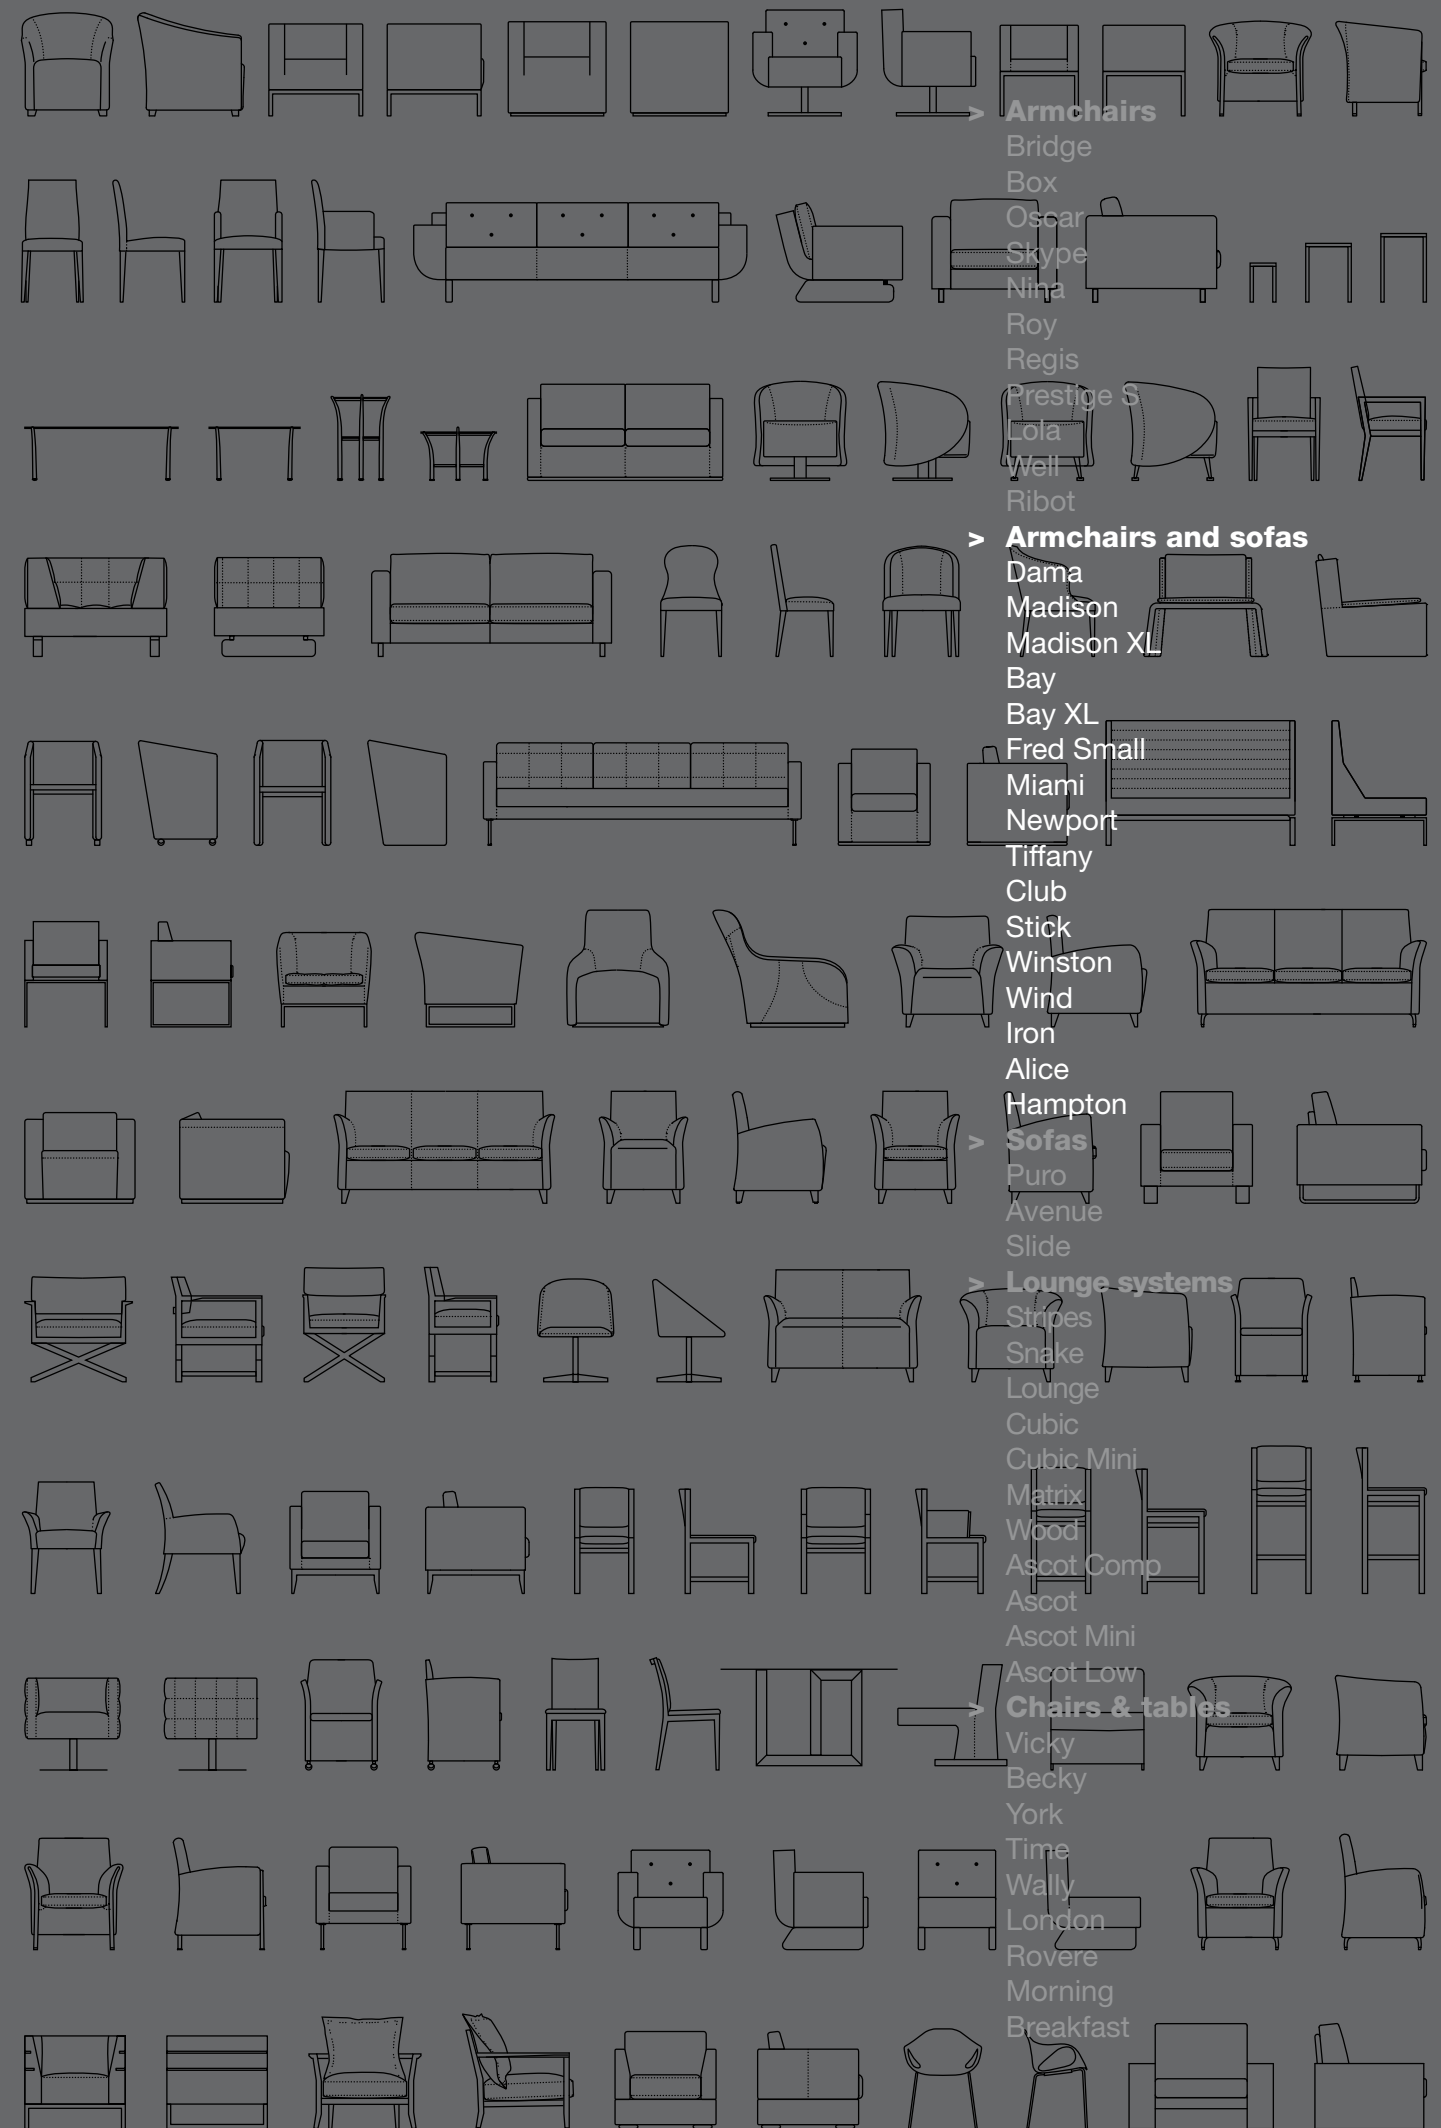 > Armchairs
Bridge
Box
Oscar
Skype
Nina
Roy
Regis
Prestige S
Lola
Well
Ribot
> Armchairs and sofas
Dama
Madison
Madison XL
Bay
Bay XL
Fred Small
Miami
Newport
Tiffany
Club
Stick
Winston
Wind
Iron
Alice
Hampton
> Sofas
Puro
Avenue
Slide
> Lounge systems
Stripes
Snake
Lounge
Cubic
Cubic Mini
Matrix
Wood
Ascot Comp
Ascot
Ascot Mini
Ascot Low
> Chairs & tables
Vicky
Becky
York
Time
Wally
London
Rovere
Morning
Breakfast